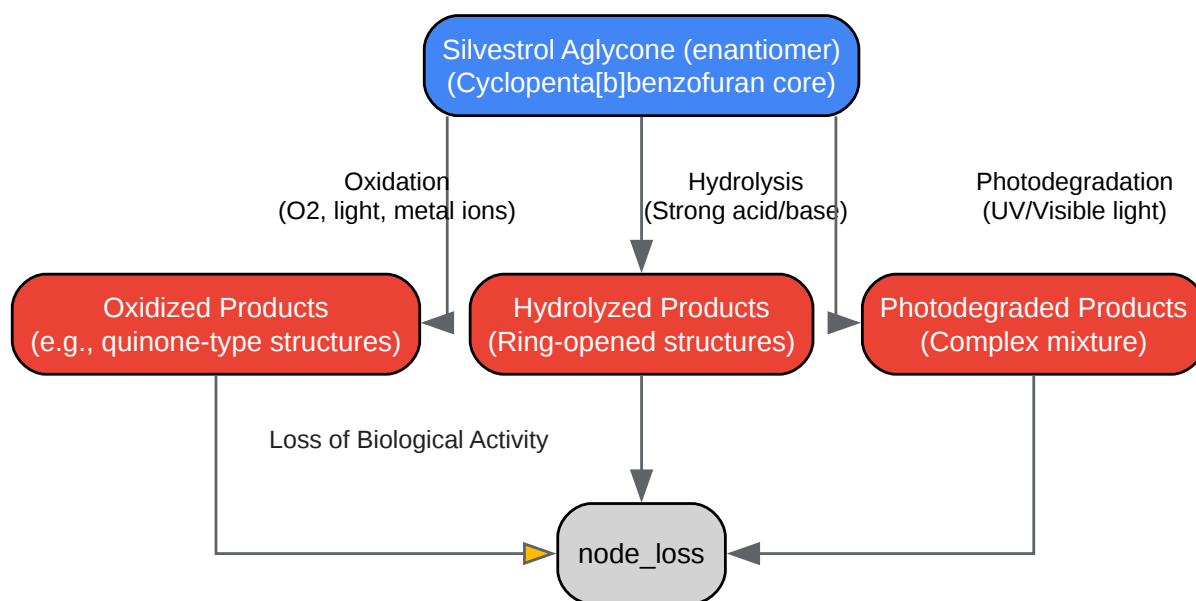 Silvestrol Aglycone (enantiomer)
(Cyclopenta[b]benzofuran core)
Oxidation
(O2, light, metal ions)
Hydrolysis
(Strong acid/base)
Photodegradation
(UV/Visible light)
Oxidized Products
(e.g., quinone-type structures)
Hydrolyzed Products
(Ring-opened structures)
Photodegraded Products
(Complex mixture)
Loss of Biological Activity
node_loss